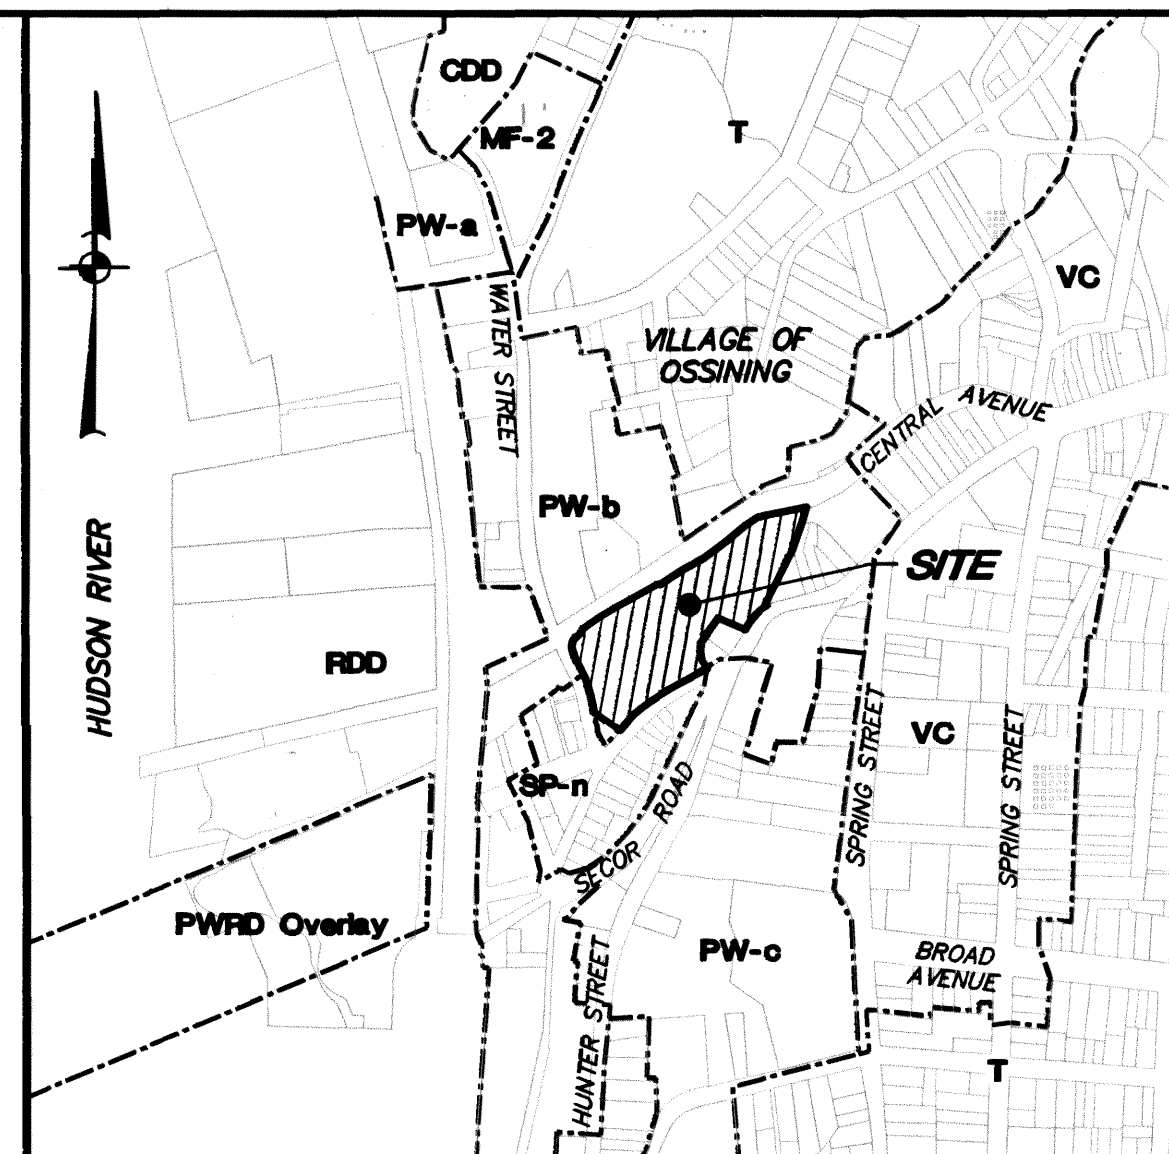 CDD
MF-2
T
PW-a
VC
WATER STREET
VILLAGE OF
OSSINING
CENTRAL AVENUE
PW-b
SITE
HUDSON RIVER
RDD
VC
SPRING STREET
SPRING STREET
SP-n
SECOR ROAD
PWRD Overlay
PW-c
BROAD
AVENUE
HUNTER STREET
T